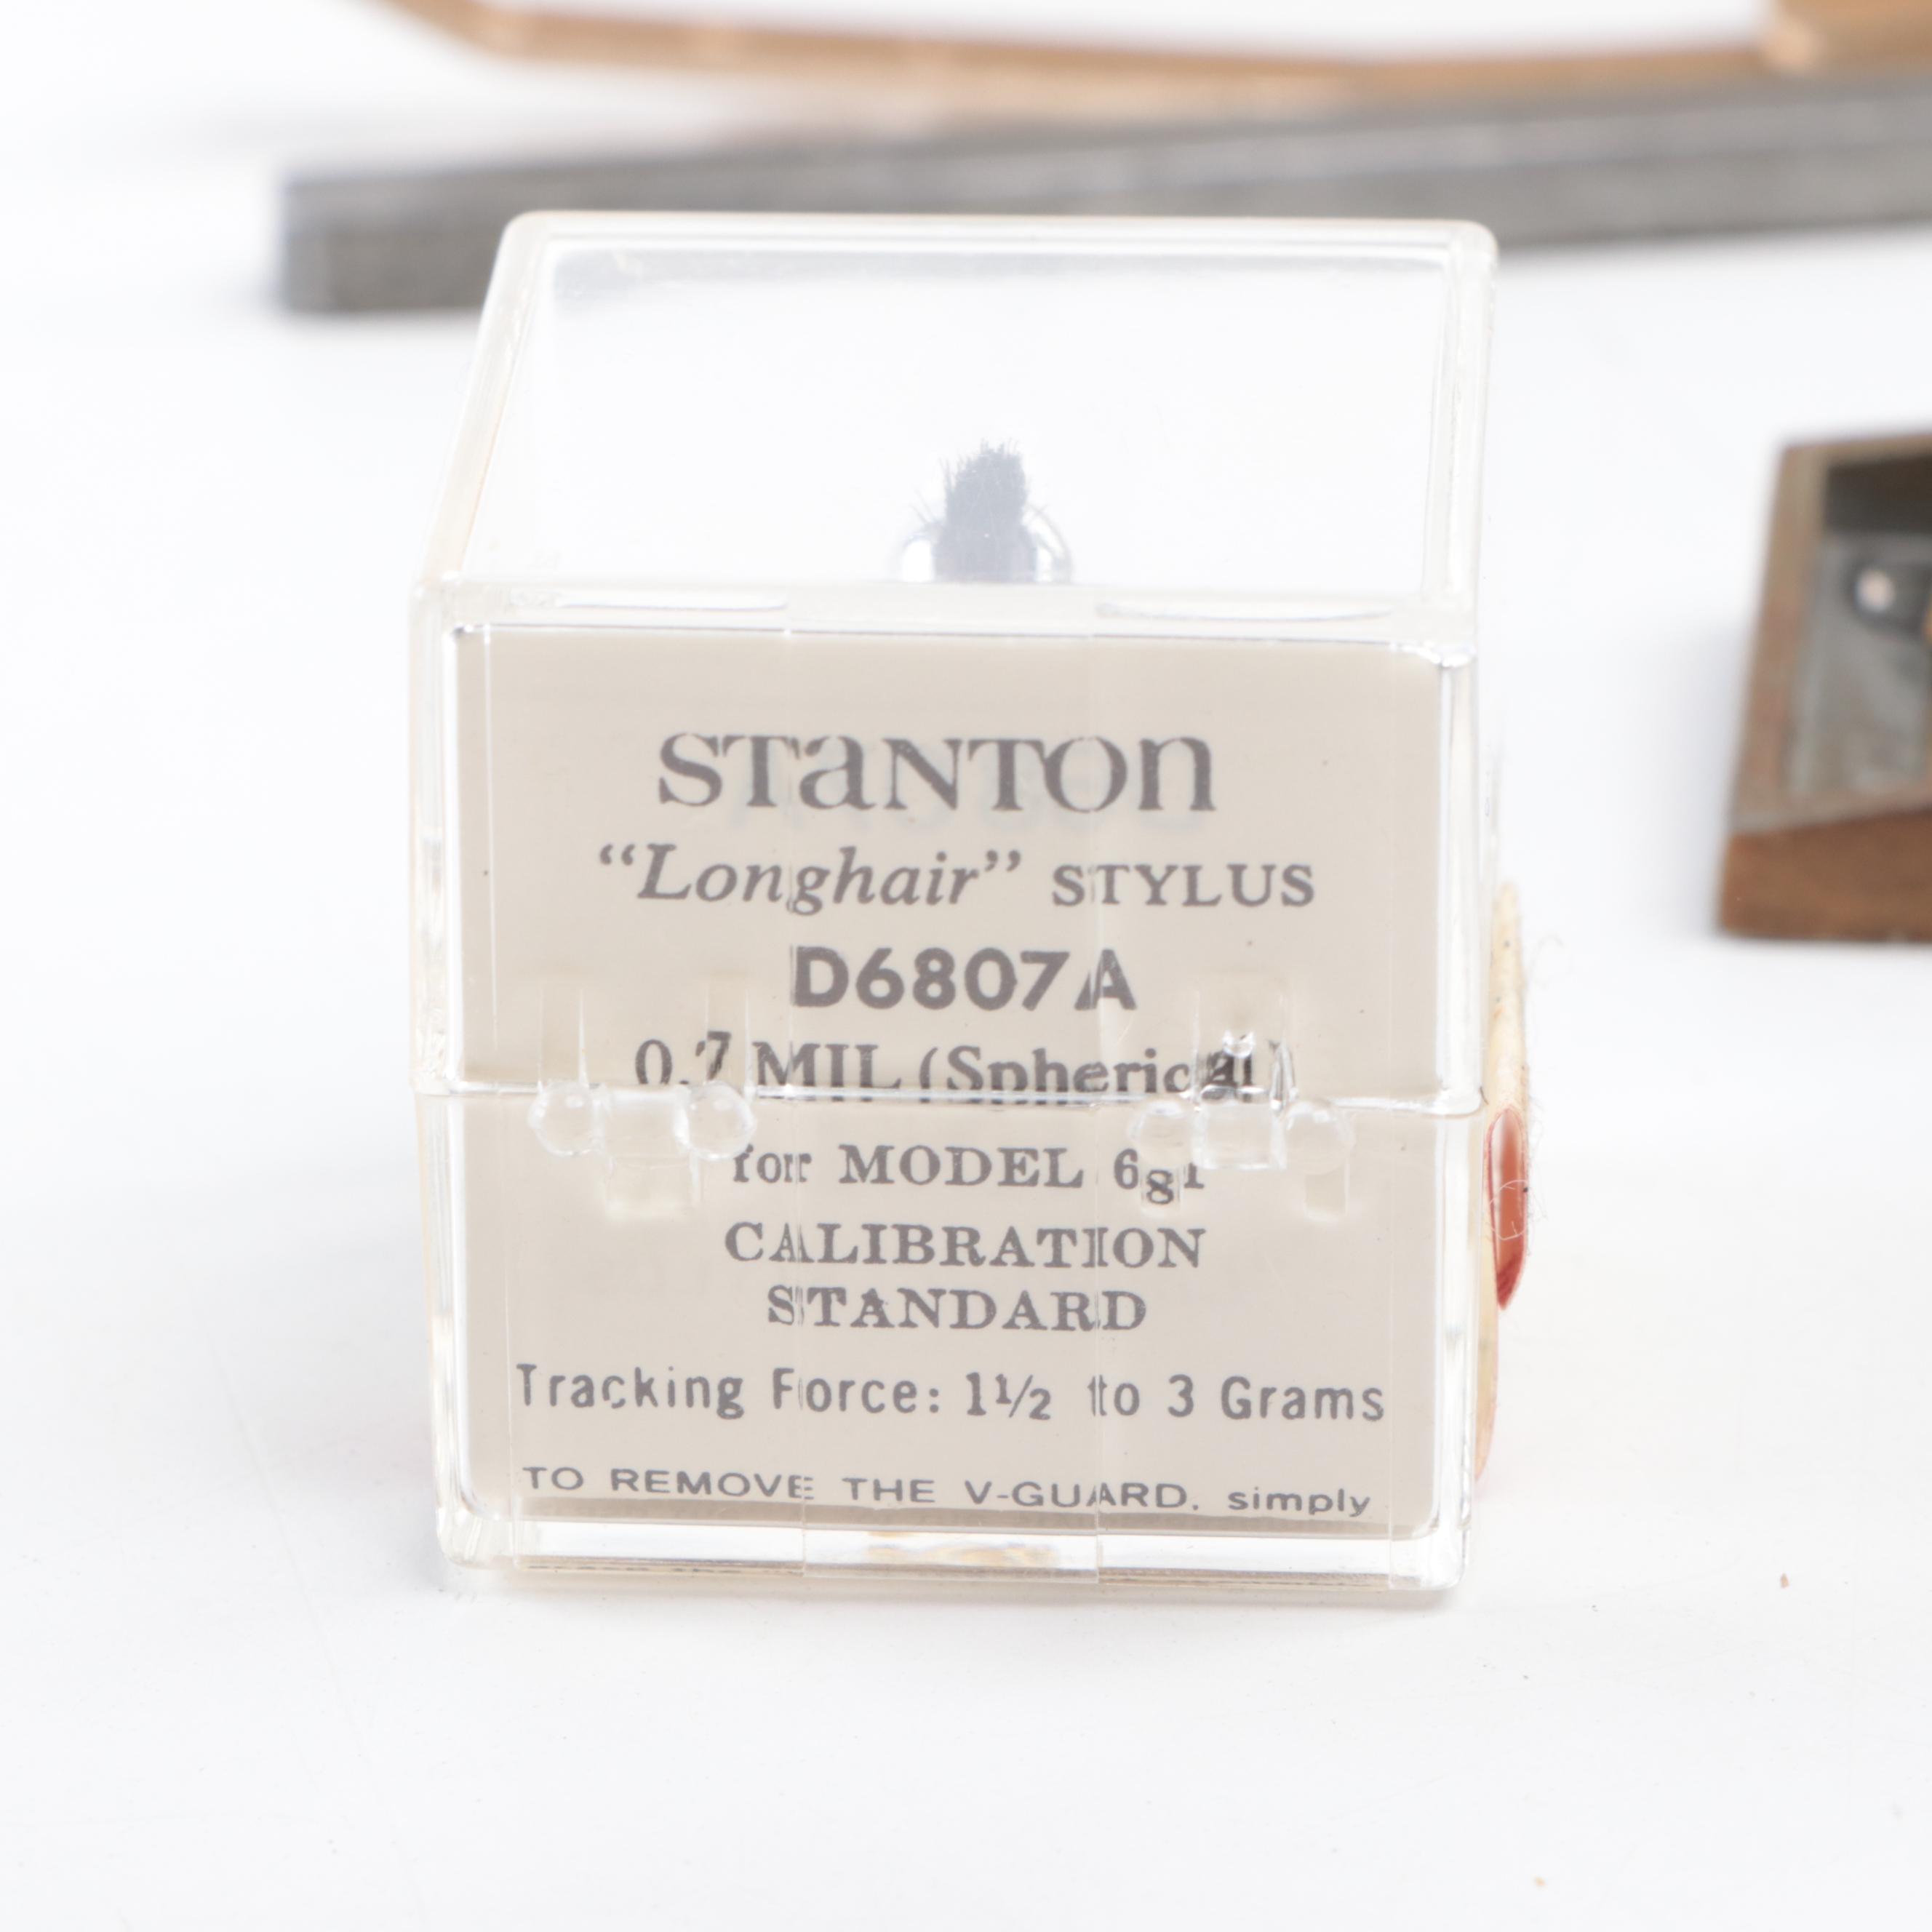 STANTON
“Longhair” STYLUS
D6807A
0.7 MIL (Spherical)
for MODEL 681
CALIBRATION
STANDARD
Tracking Force: 1½ to 3 Grams
TO REMOVE THE V-GUARD, simply